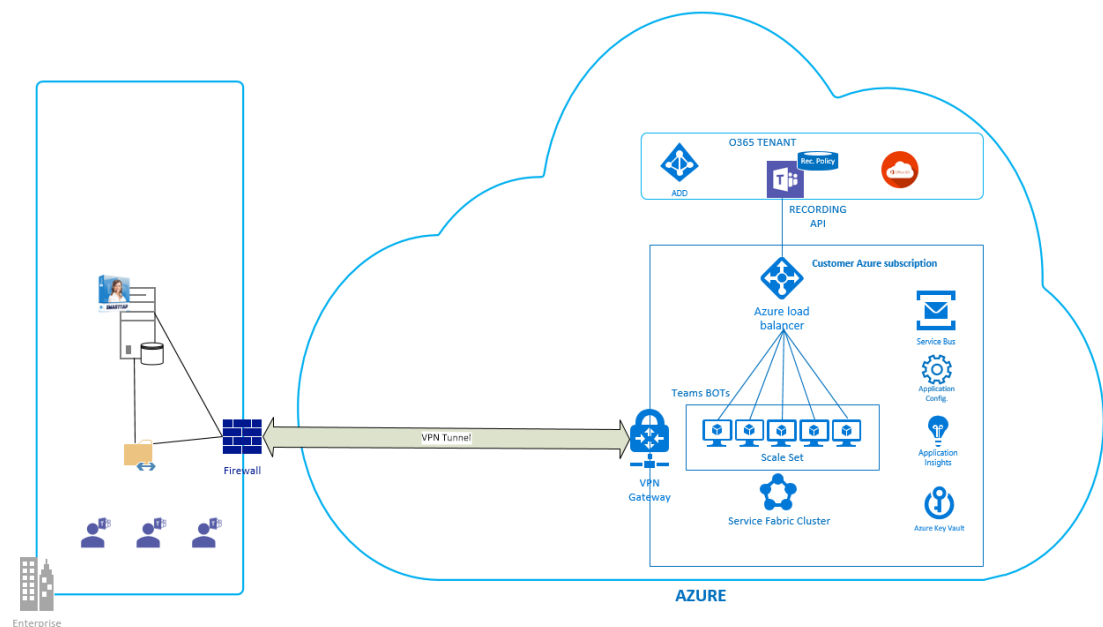 O365 TENANT
Rec. Policy
ADD
RECORDING
API
Customer Azure subscription
Azure load
balancer
Service Bus
Application
Config.
Teams BOTs
Scale Set
Application
Insights
Service Fabric Cluster
Azure Key Vault
VPN
Gateway
VPN Tunnel
SMARTTAP
Firewall
AZURE
Enterprise